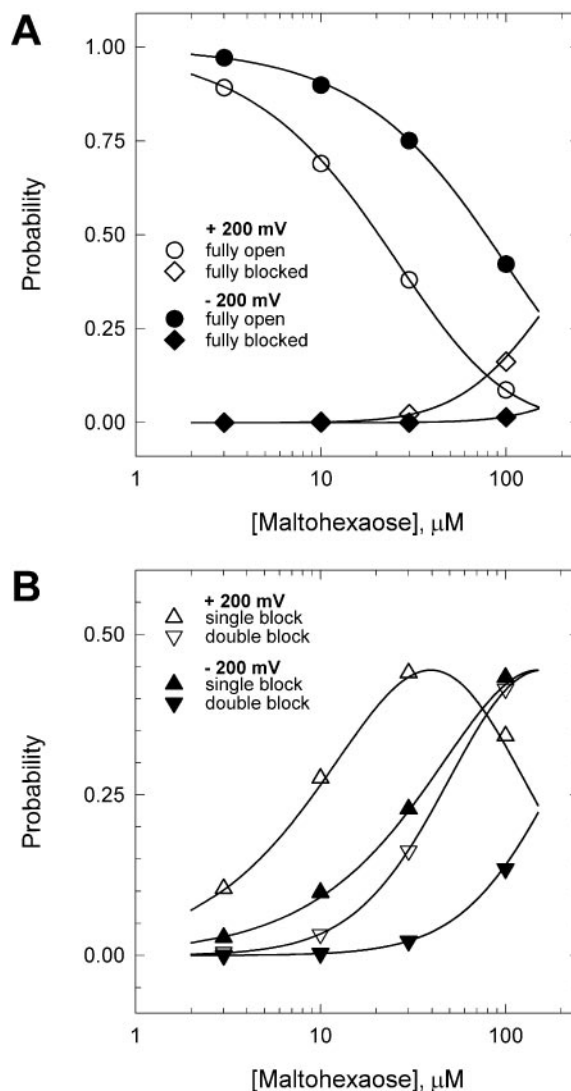 A
1.00
0.75
0.50
0.25
0.00
Probability
+ 200 mV
fully open
fully blocked
- 200 mV
fully open
fully blocked
1
10
100
[Maltohexaose], μM
B
0.50
0.25
0.00
Probability
+ 200 mV
single block
double block
- 200 mV
single block
double block
1
10
100
[Maltohexaose], μM